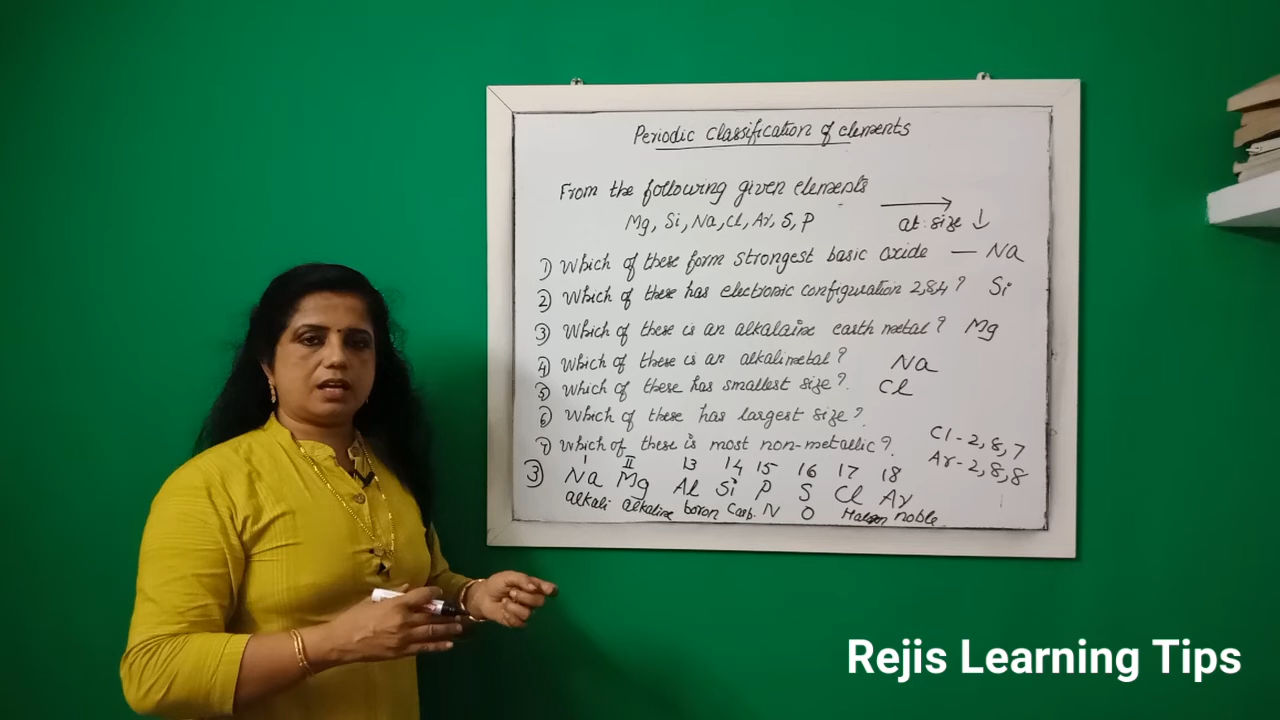 Periodic classification of elements
From the following given elements
Mg, Si, Na, Cl, Ar, S, P
at. size ↓
1) Which of these form strongest basic oxide — Na
2) Which of these has electronic configuration 2,8,4? Si
3) Which of these is an alkalaine earth metal? Mg
4) Which of these is an alkalimetal? Na
5) Which of these has smallest size? Cl
6) Which of these has largest size?
7) Which of these is most non-metallic?
Cl - 2, 8, 7
Ar - 2, 8, 8
I II 13 14 15 16 17 18
3) Na Mg Al Si P S Cl Ar
alkali alkaline boron Carb. N O noble
Rejis Learning Tips